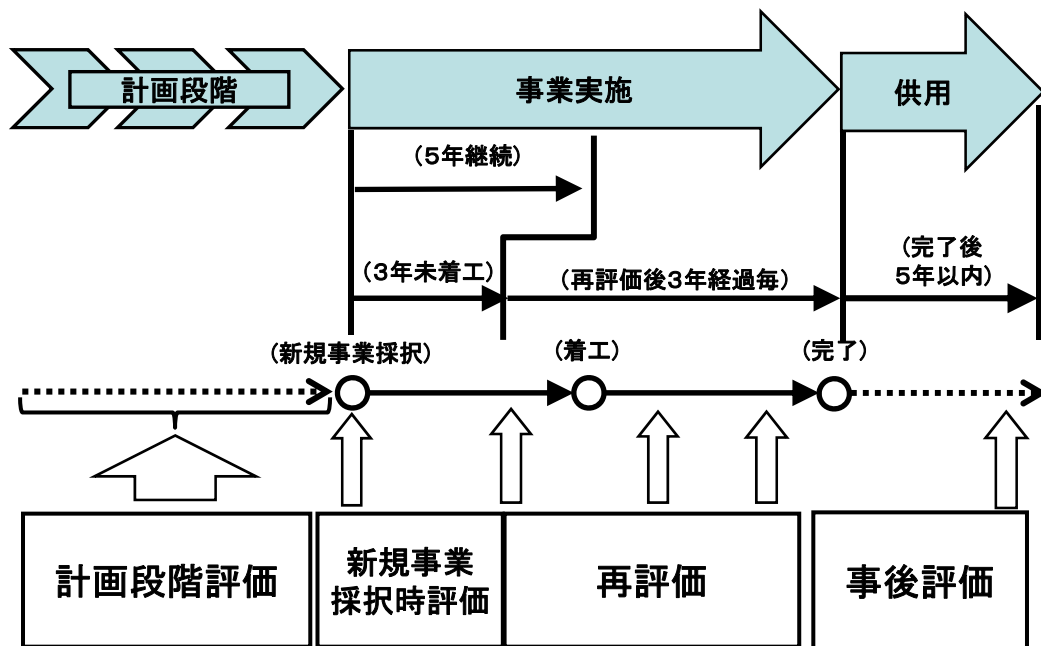 計画段階
事業実施
供用
（５年継続）
（３年未着工）
（再評価後３年経過毎）
（完了後
５年以内）
（新規事業採択）
（着工）
（完了）
計画段階評価
新規事業
採択時評価
再評価
事後評価